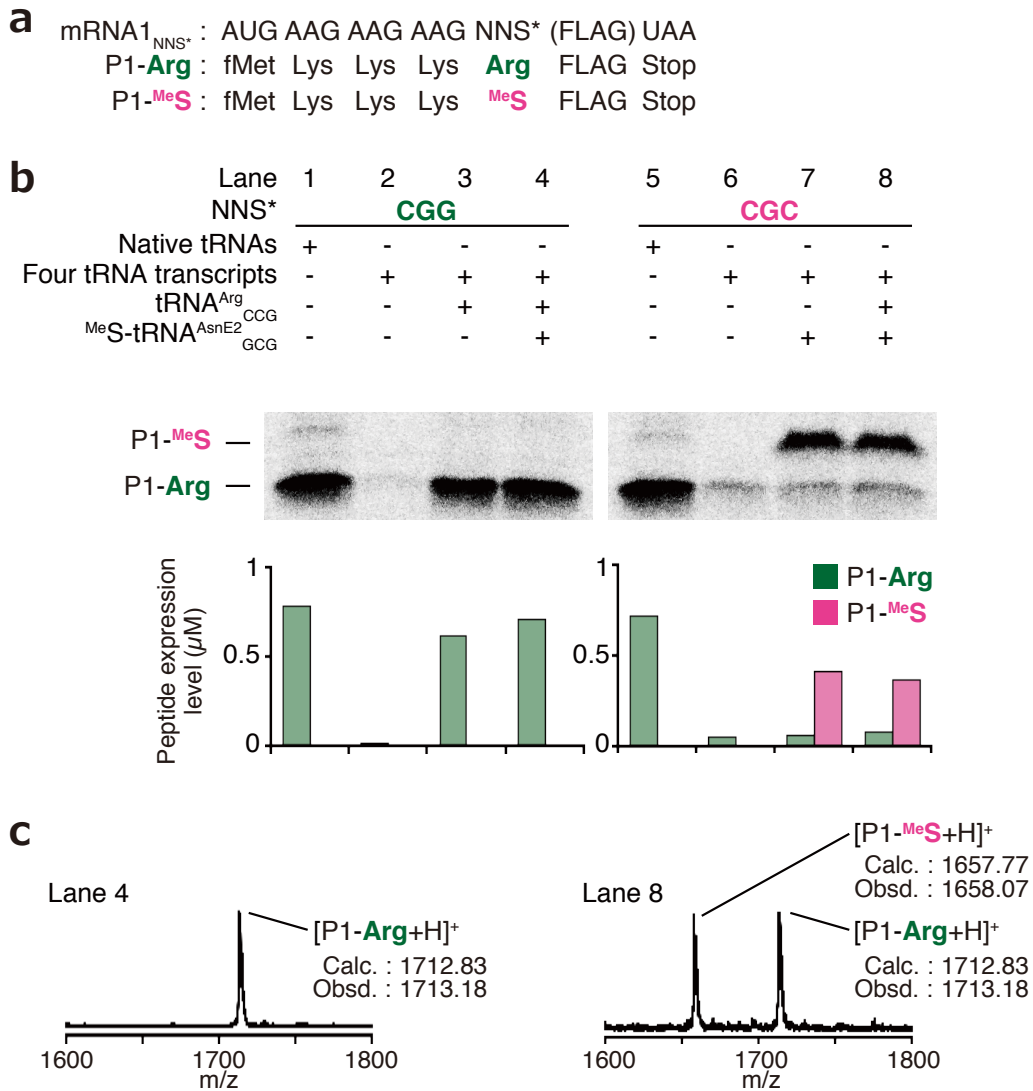 a
mRNA1NNS* : AUG AAG AAG AAG NNS* (FLAG) UAA
P1-Arg : fMet Lys Lys Lys Arg FLAG Stop
P1-MeS : fMet Lys Lys Lys MeS FLAG Stop
b
Lane 1 2 3 4 5 6 7 8
NNS* CGG CGC
Native tRNAs + - - - + - - -
Four tRNA transcripts - + + + - + + +
tRNAArgCCG - - + + - - - +
MeS-tRNAAsnE2GCG - - - + - - + +
P1-MeS
P1-Arg
Peptide expression
level (µM)
1
0.5
0
1
0.5
0
P1-Arg
P1-MeS
c
Lane 4
[P1-Arg+H]+
Calc. : 1712.83
Obsd. : 1713.18
1600 1700 1800
m/z
Lane 8
[P1-MeS+H]+
Calc. : 1657.77
Obsd. : 1658.07
[P1-Arg+H]+
Calc. : 1712.83
Obsd. : 1713.18
1600 1700 1800
m/z